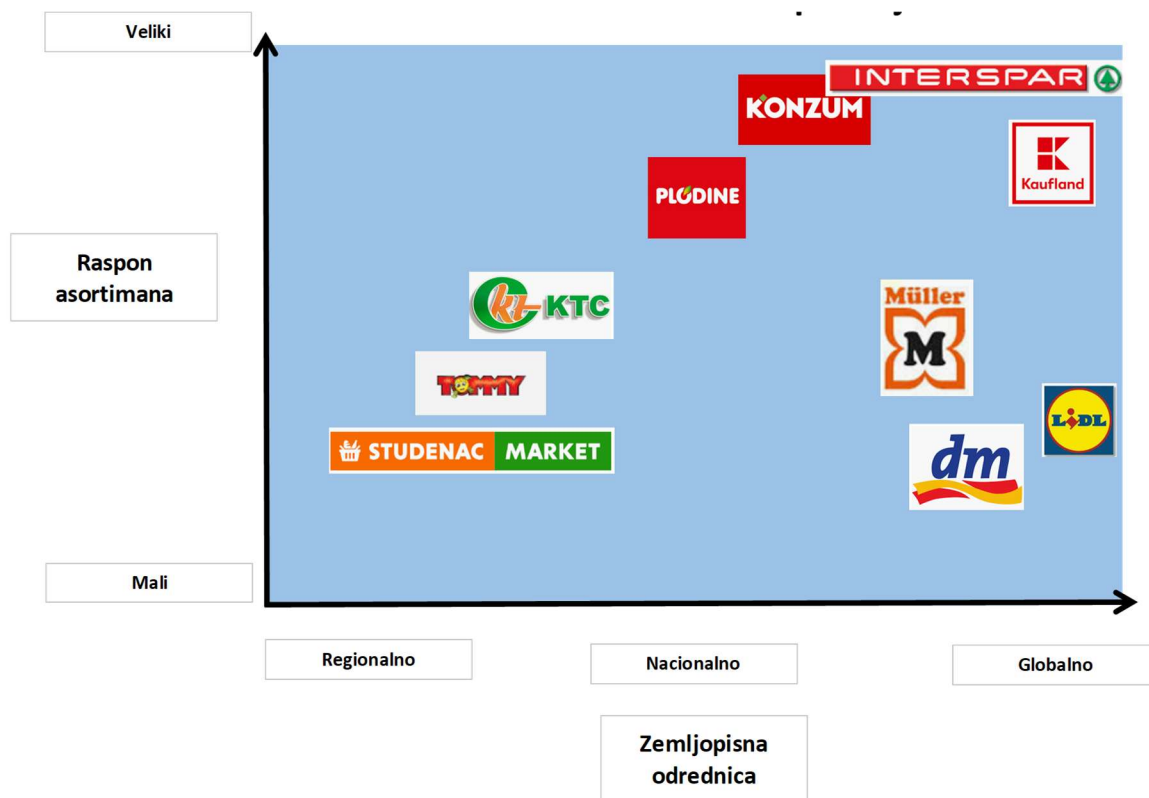 Veliki
INTERSPAR
KONZUM
Kaufland
PLODINE
Raspon
asortimana
Müller
M
kt KTC
TOMMY
LIDL
STUDENAC MARKET
dm
Mali
Regionalno
Nacionalno
Globalno
Zemljopisna
odrednica